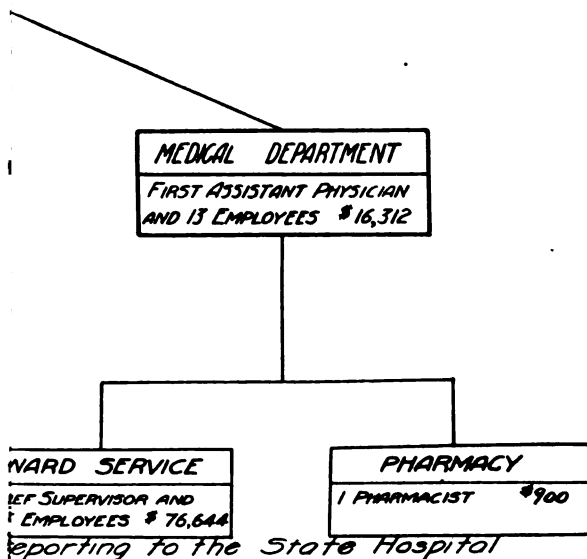 MEDICAL DEPARTMENT
FIRST ASSISTANT PHYSICIAN
AND 13 EMPLOYEES $16,312
WARD SERVICE
SUPERVISOR AND
EMPLOYEES $76,644
PHARMACY
1 PHARMACIST $900
eporting to the State Hospital